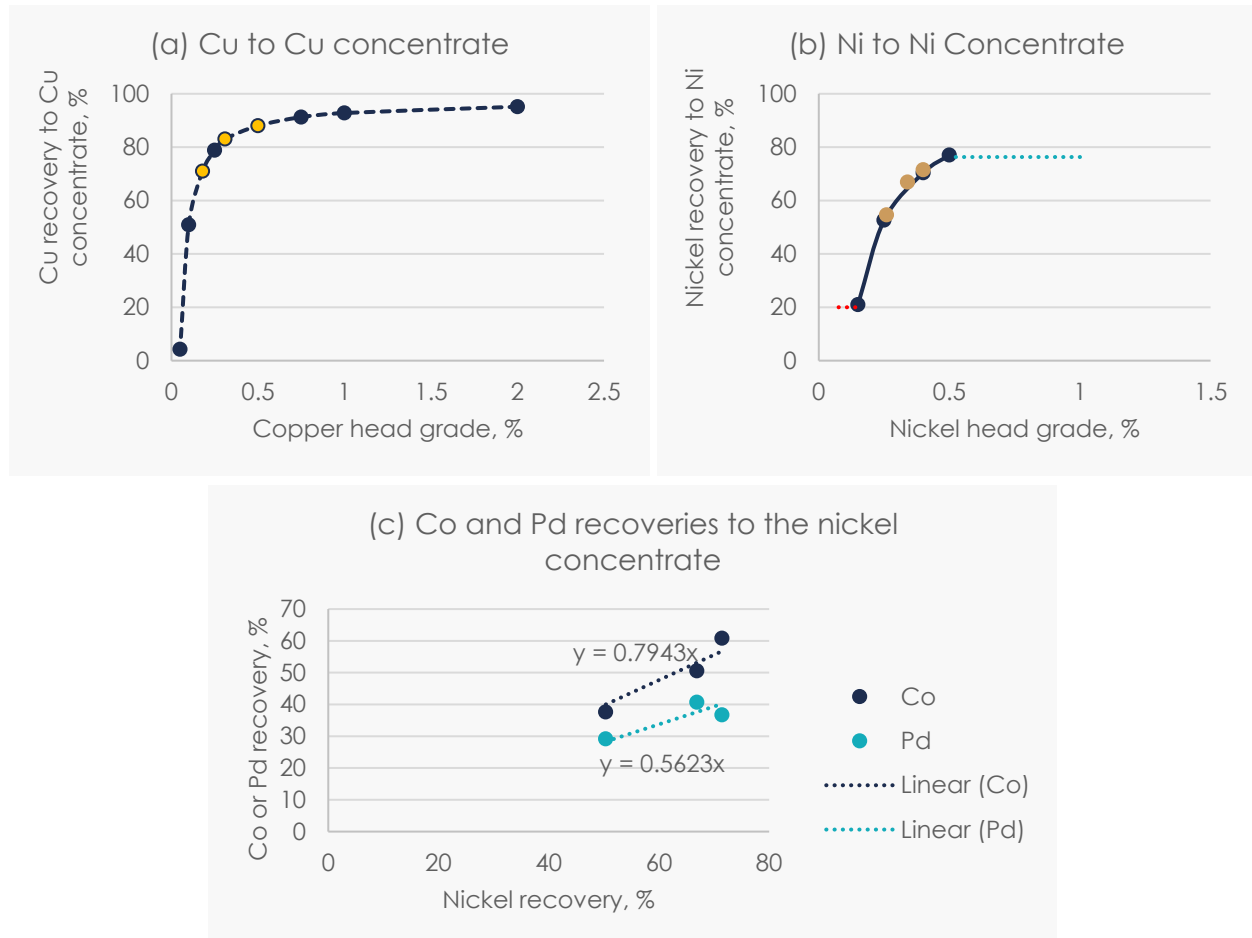 (a) Cu to Cu concentrate
Cu recovery to Cu
concentrate, %
100
80
60
40
20
0
0 0.5 1 1.5 2 2.5
Copper head grade, %
(b) Ni to Ni Concentrate
Nickel recovery to Ni
concentrate, %
100
80
60
40
20
0
0 0.5 1 1.5
Nickel head grade, %
(c) Co and Pd recoveries to the nickel
concentrate
Co or Pd recovery, %
70
60
50
40
30
20
10
0
y = 0.7943x
y = 0.5623x
0 20 40 60 80
Nickel recovery, %
Co
Pd
Linear (Co)
Linear (Pd)